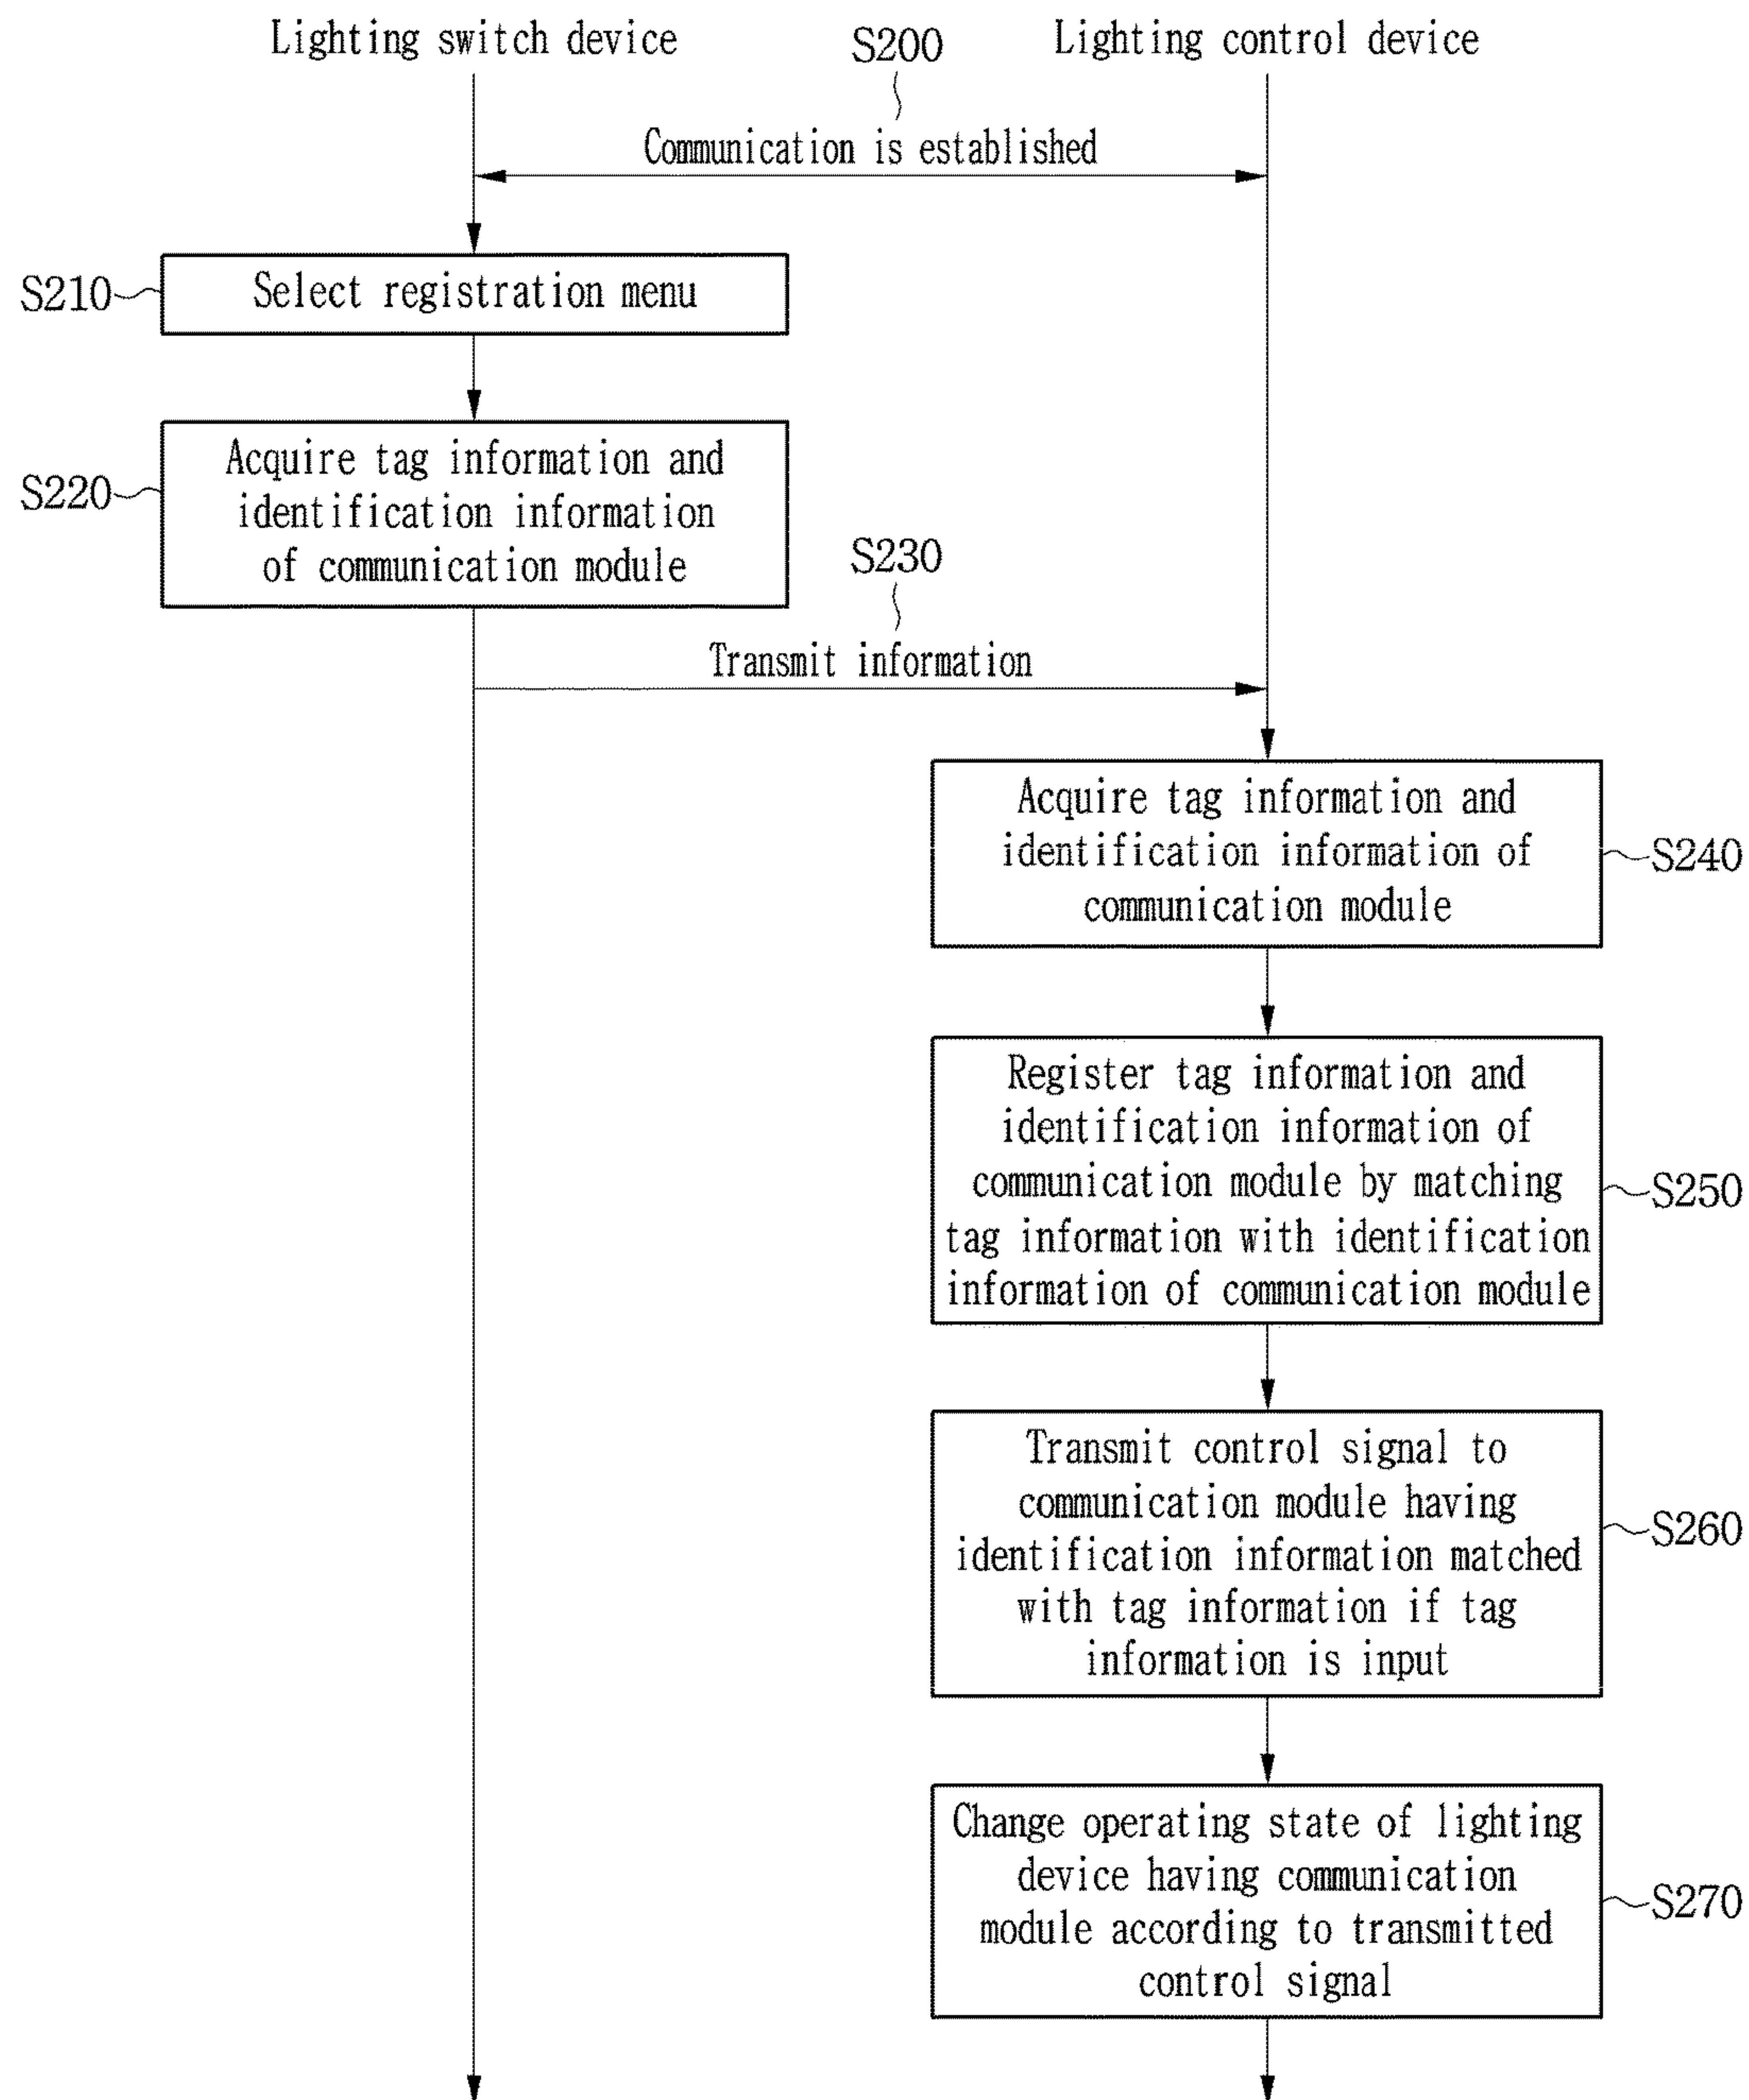 Lighting switch device
S200
Lighting control device
Communication is established
S210
Select registration menu
S220
Acquire tag information and
identification information
of communication module
S230
Transmit information
Acquire tag information and
identification information of
communication module
S240
Register tag information and
identification information of
communication module by matching
tag information with identification
information of communication module
S250
Transmit control signal to
communication module having
identification information matched
with tag information if tag
information is input
S260
Change operating state of lighting
device having communication
module according to transmitted
control signal
S270